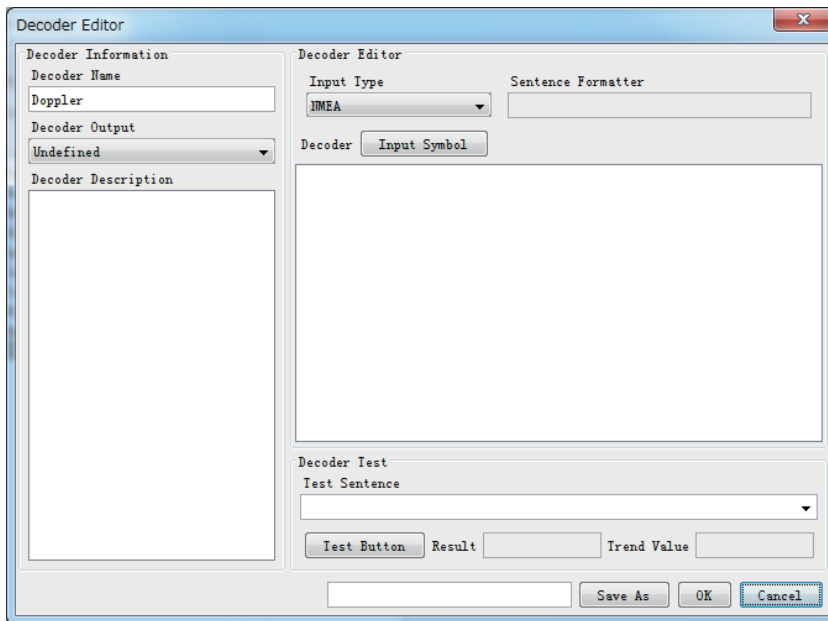 Decoder Editor
Decoder Information
Decoder Name
Doppler
Decoder Output
Undefined
Decoder Description
Decoder Editor
Input Type
Sentence Formatter
NMEA
Decoder
Input Symbol
Decoder Test
Test Sentence
Test Button
Result
Trend Value
Save As
OK
Cancel